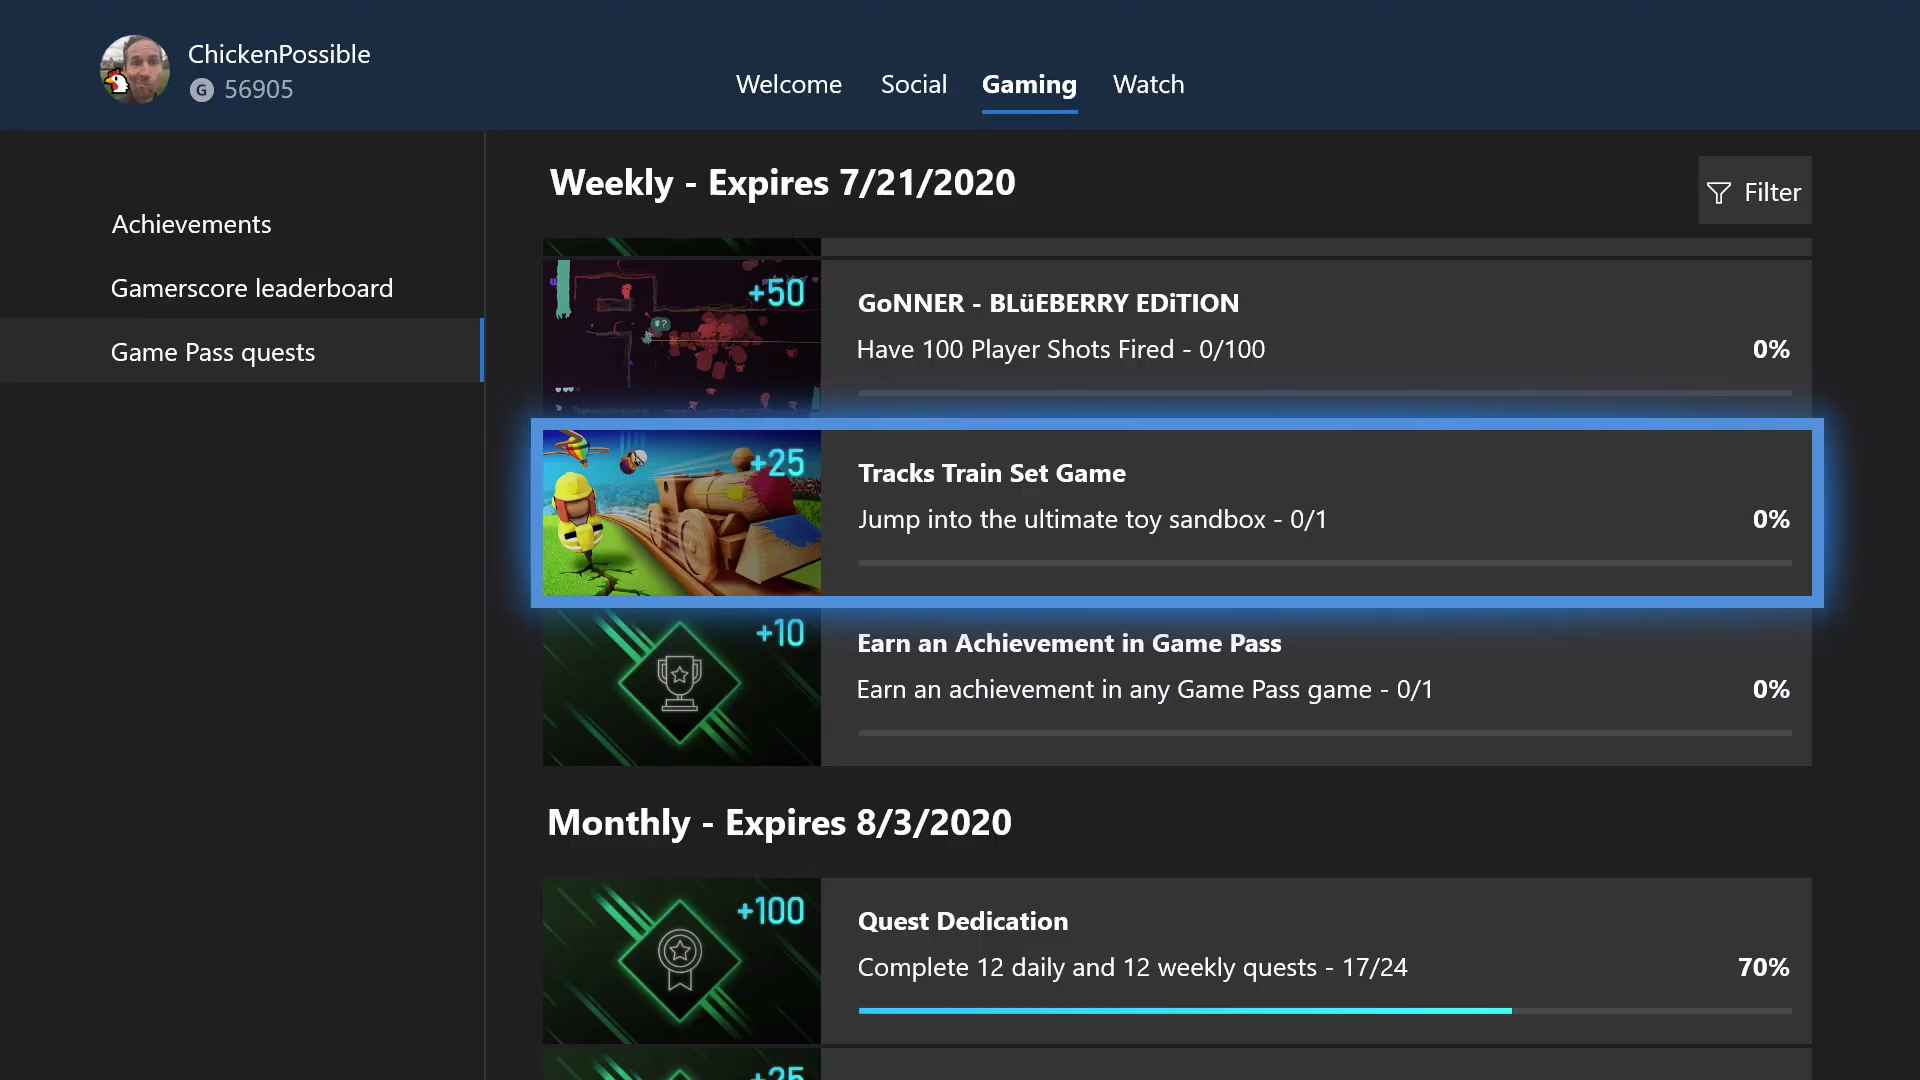 ChickenPossible
G 56905
Welcome Social Gaming Watch
Achievements
Gamerscore leaderboard
Game Pass quests
Weekly - Expires 7/21/2020
Filter
+50
GoNNER - BLüEBERRY EDiTION
Have 100 Player Shots Fired - 0/100
0%
+25
Tracks Train Set Game
Jump into the ultimate toy sandbox - 0/1
0%
+10
Earn an Achievement in Game Pass
Earn an achievement in any Game Pass game - 0/1
0%
Monthly - Expires 8/3/2020
+100
Quest Dedication
Complete 12 daily and 12 weekly quests - 17/24
70%
+25